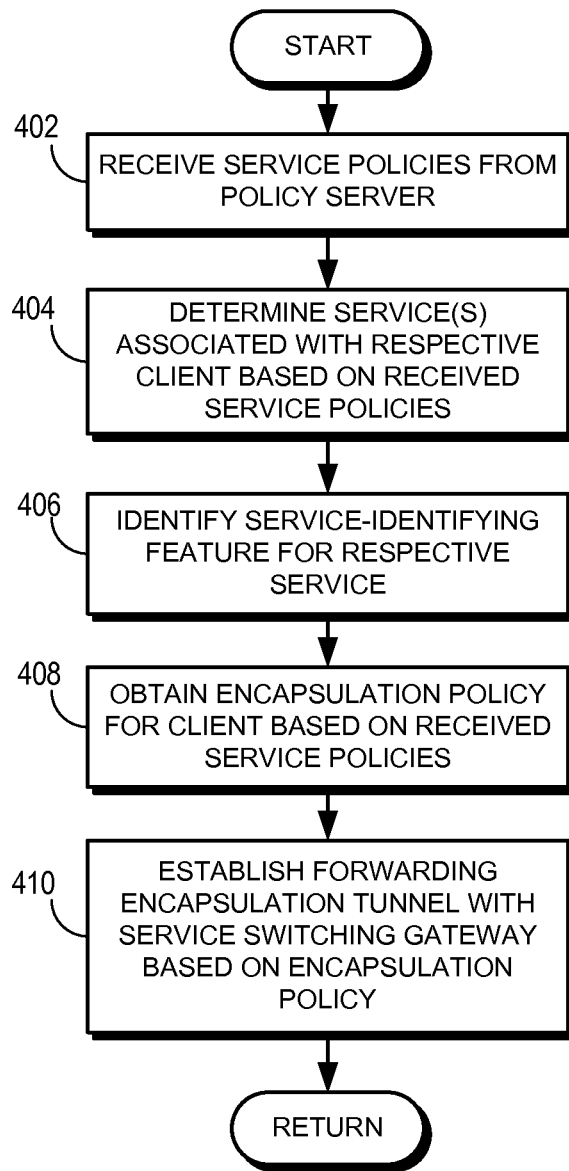 START
402
RECEIVE SERVICE POLICIES FROM
POLICY SERVER
404
DETERMINE SERVICE(S)
ASSOCIATED WITH RESPECTIVE
CLIENT BASED ON RECEIVED
SERVICE POLICIES
406
IDENTIFY SERVICE-IDENTIFYING
FEATURE FOR RESPECTIVE
SERVICE
408
OBTAIN ENCAPSULATION POLICY
FOR CLIENT BASED ON RECEIVED
SERVICE POLICIES
410
ESTABLISH FORWARDING
ENCAPSULATION TUNNEL WITH
SERVICE SWITCHING GATEWAY
BASED ON ENCAPSULATION
POLICY
RETURN